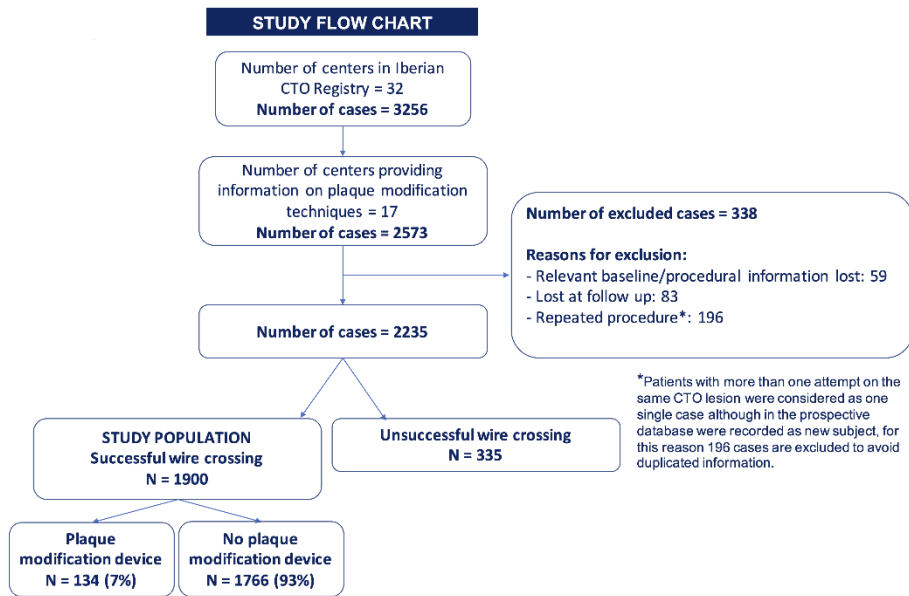 STUDY FLOW CHART
Number of centers in Iberian
CTO Registry = 32
Number of cases = 3256
Number of centers providing
information on plaque modification
techniques = 17
Number of cases = 2573
Number of excluded cases = 338
Reasons for exclusion:
- Relevant baseline/procedural information lost: 59
- Lost at follow up: 83
- Repeated procedure*: 196
Number of cases = 2235
*Patients with more than one attempt on the
same CTO lesion were considered as one
single case although in the prospective
database were recorded as new subject, for
this reason 196 cases are excluded to avoid
duplicated information.
STUDY POPULATION
Successful wire crossing
N = 1900
Unsuccessful wire crossing
N = 335
Plaque
modification device
N = 134 (7%)
No plaque
modification device
N = 1766 (93%)